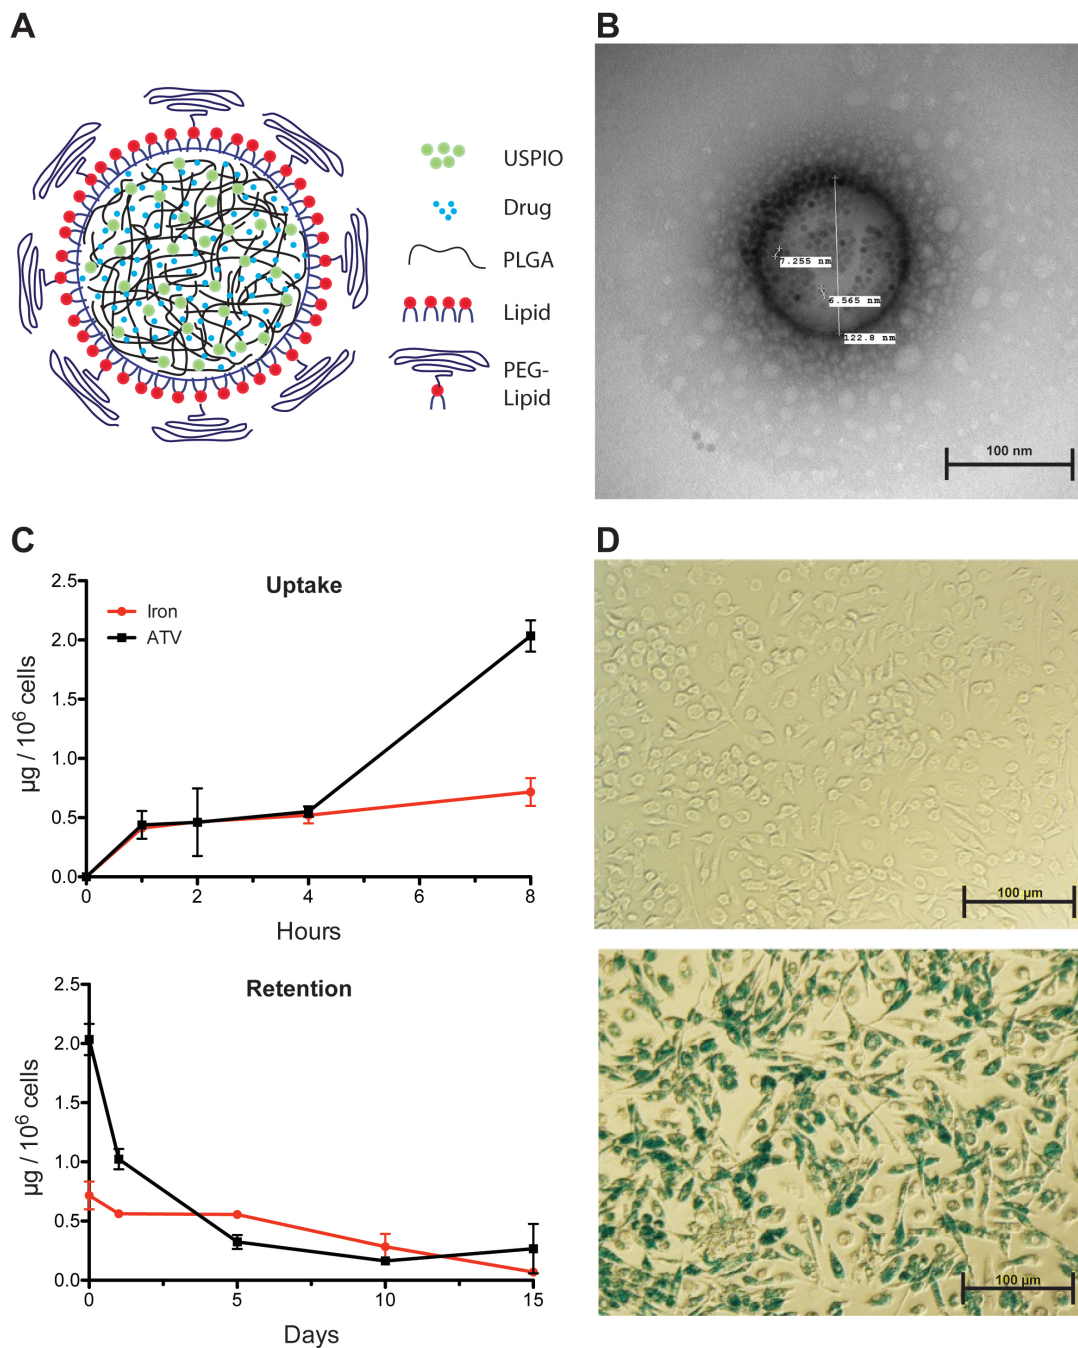 A
USPIO
Drug
PLGA
Lipid
PEG-
Lipid
B
7.255 nm
6.565 nm
122.8 nm
100 nm
C
Uptake
2.5
2.0
1.5
1.0
0.5
0.0
Iron
ATV
µg / 10⁶ cells
0 2 4 6 8
Hours
Retention
2.5
2.0
1.5
1.0
0.5
0.0
µg / 10⁶ cells
0 5 10 15
Days
D
100 µm
100 µm